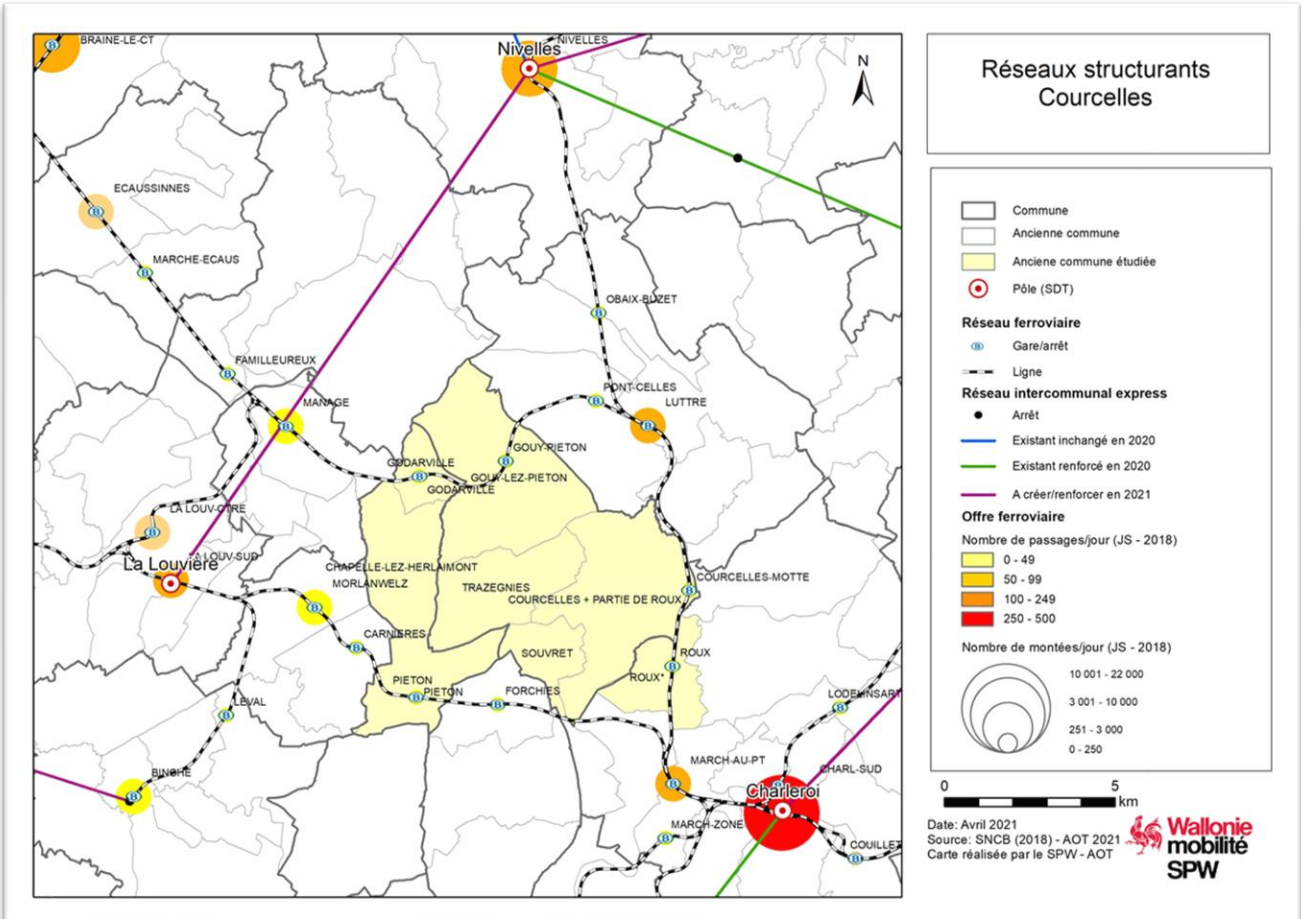 BRAINE-LE-CT
NIVELLES
Nivelles
N
ECAUSSINNES
MARCHE-ECAUS
OBAIX-BUZET
FAMILLEUREUX
MANAGE
PONT-CELLES
LUTTRE
GOUY-PIETON
GODARVILLE
GOUY-LEZ-PIETON
GODARVILLE
LA LOUV-CTRE
LA LOUV-SUD
La Louvière
CHAPELLE-LEZ-HERLAIMONT
MORLANWELZ
TRAZEGNIES
COURCELLES-MOTTE
COURCELLES + PARTIE DE ROUX
CARNIERES
SOUVRET
ROUX
ROUX*
PIETON
PIETON
FORCHIES
LEVAL
LODELINSART
BINCHE
MARCH-AU-PT
CHARL-SUD
Charleroi
MARCH-ZONE
COUILLET
Réseaux structurants
Courcelles
Commune
Ancienne commune
Anciene commune étudiée
Pôle (SDT)
Réseau ferroviaire
Gare/arrêt
Ligne
Réseau intercommunal express
Arrêt
Existant inchangé en 2020
Existant renforcé en 2020
A créer/renforcer en 2021
Offre ferroviaire
Nombre de passages/jour (JS - 2018)
0 - 49
50 - 99
100 - 249
250 - 500
Nombre de montées/jour (JS - 2018)
10 001 - 22 000
3 001 - 10 000
251 - 3 000
0 - 250
0 5
km
Date: Avril 2021
Source: SNCB (2018) - AOT 2021
Carte réalisée par le SPW - AOT
Wallonie
mobilité
SPW